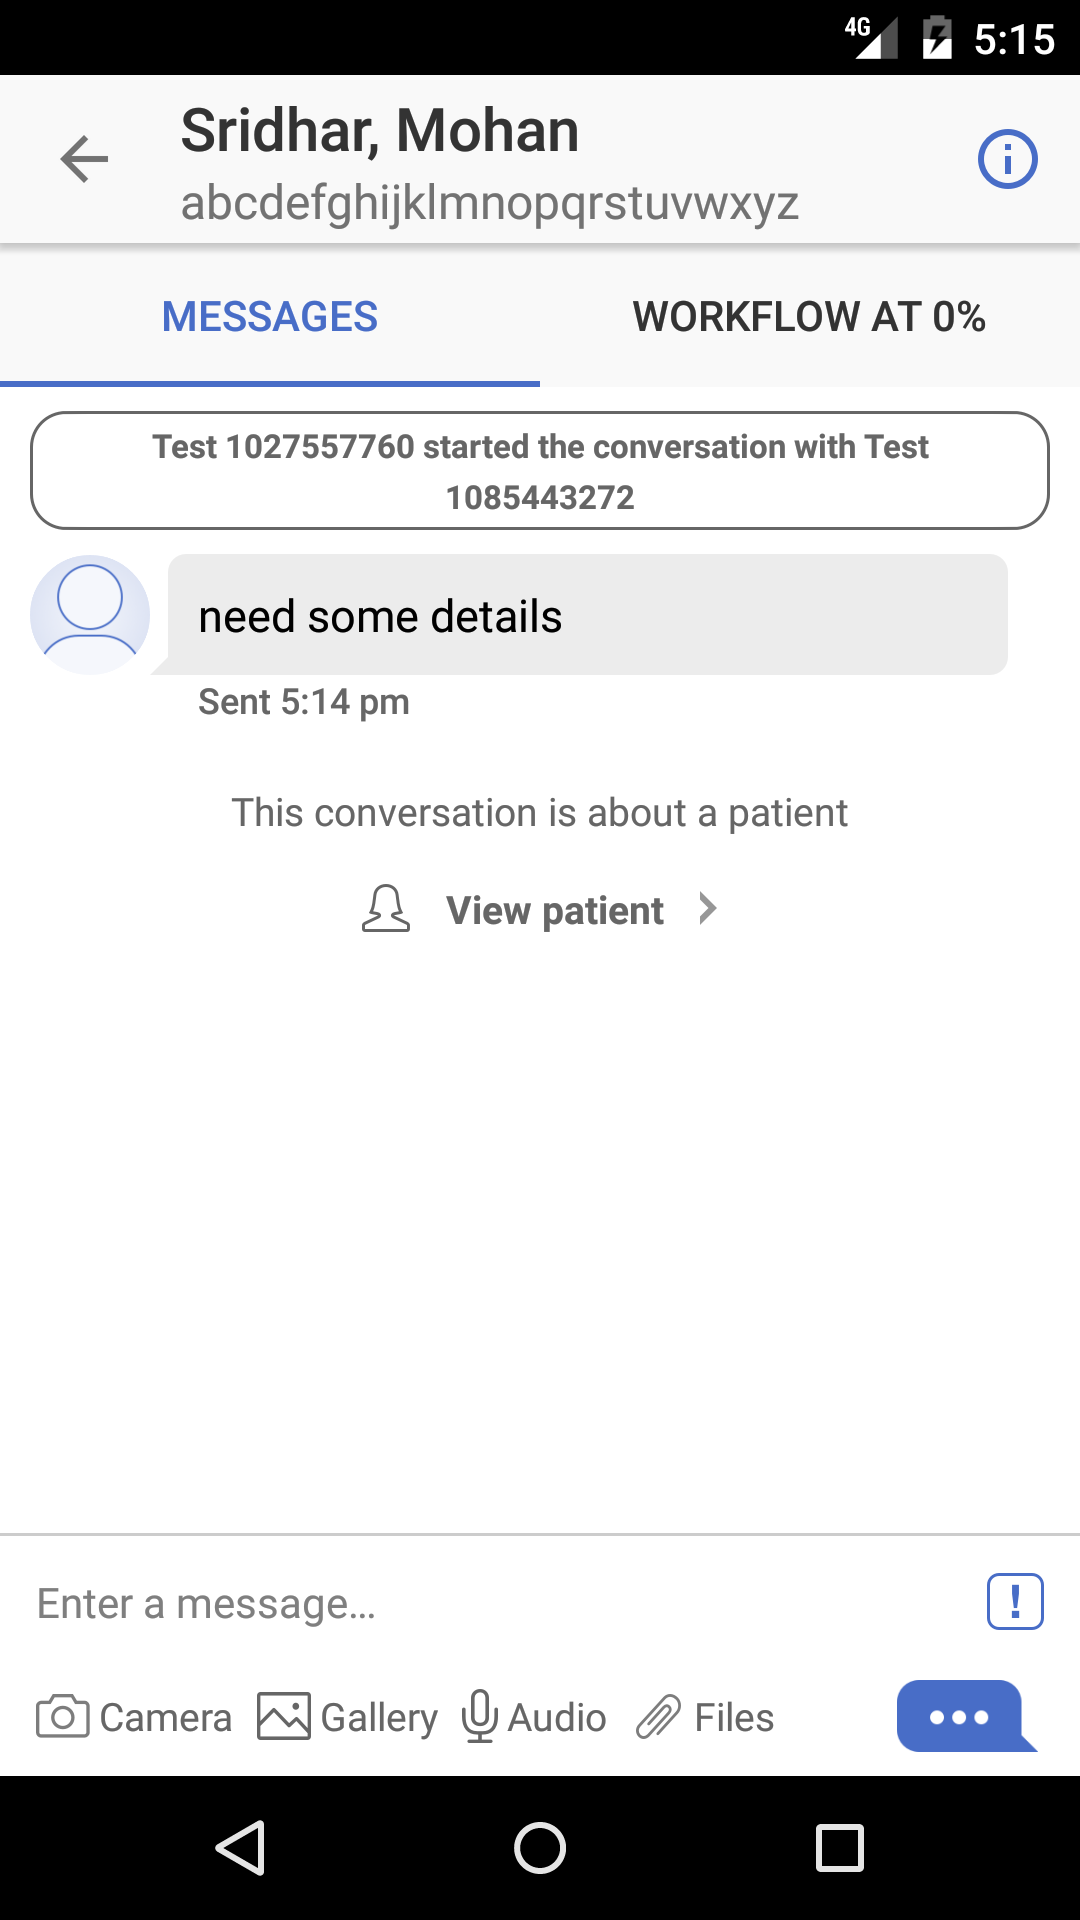 4G 5:15
Sridhar, Mohan
abcdefghijklmnopqrstuvwxyz
MESSAGES WORKFLOW AT 0%
Test 1027557760 started the conversation with Test
1085443272
need some details
Sent 5:14 pm
This conversation is about a patient
View patient
Enter a message...
Camera Gallery Audio Files